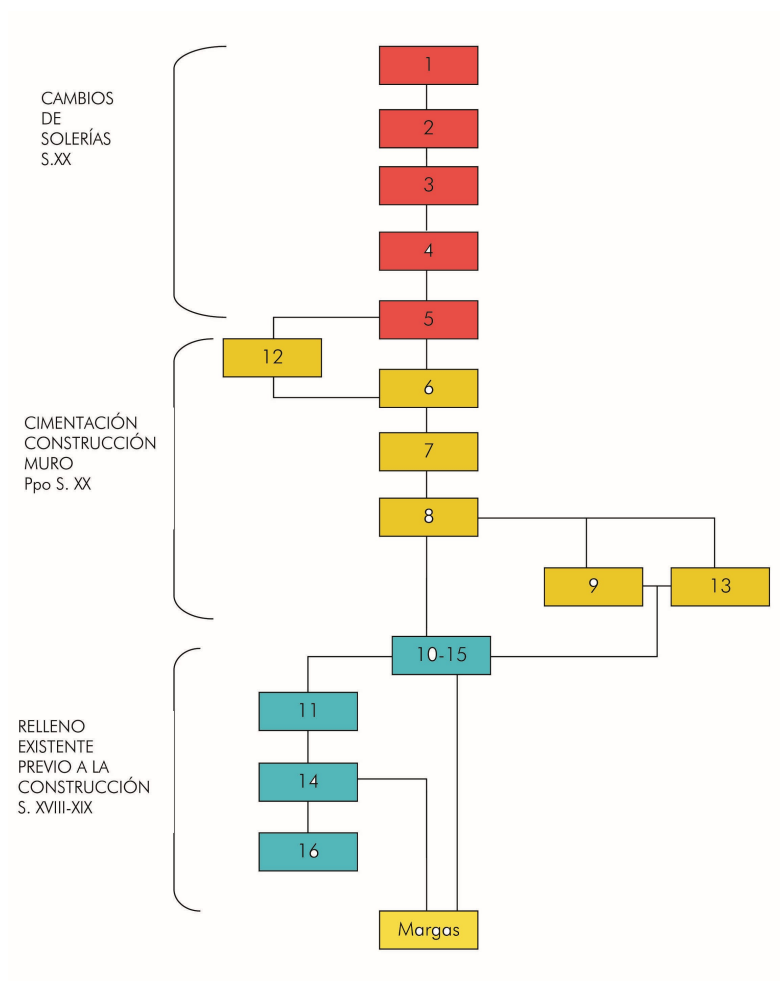 1
CAMBIOS
DE
SOLERÍAS
S.XX
2
3
4
5
12
6
CIMENTACIÓN
CONSTRUCCIÓN
MURO
Ppo S. XX
7
8
9
13
10-15
11
RELLENO
EXISTENTE
PREVIO A LA
CONSTRUCCIÓN
S. XVIII-XIX
14
16
Margas